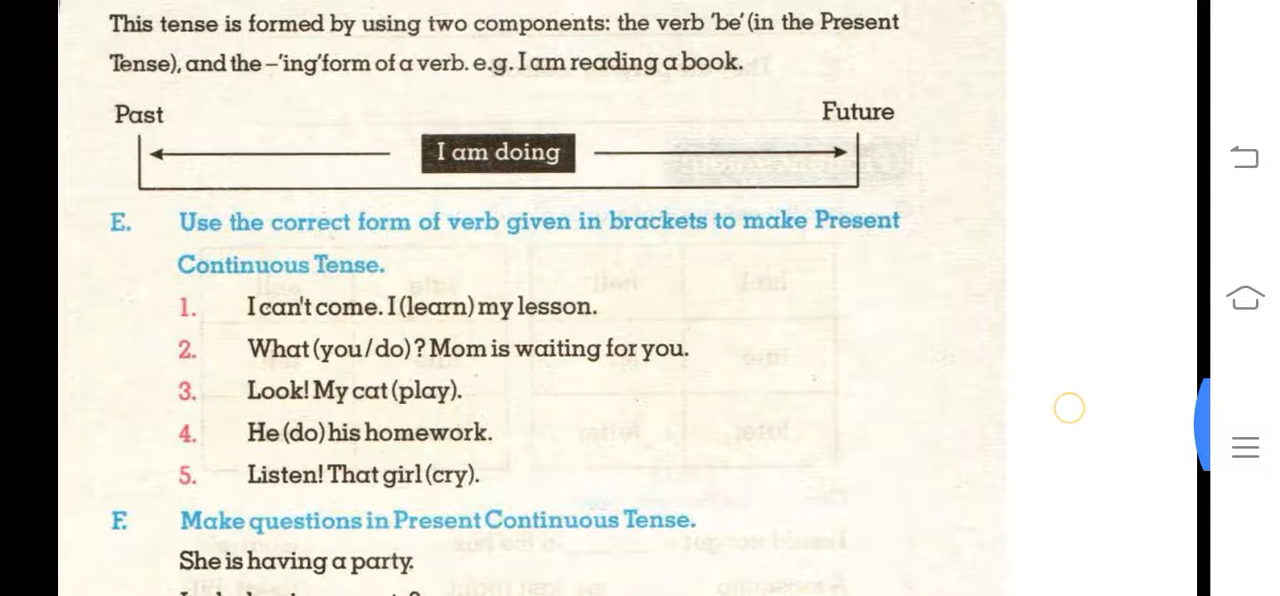 This tense is formed by using two components: the verb 'be' (in the Present
Tense), and the –'ing' form of a verb. e.g. I am reading a book.
Past
Future
I am doing
E. Use the correct form of verb given in brackets to make Present
Continuous Tense.
1. I can't come. I (learn) my lesson.
2. What (you/do)? Mom is waiting for you.
3. Look! My cat (play).
4. He (do) his homework.
5. Listen! That girl (cry).
F. Make questions in Present Continuous Tense.
She is having a party.